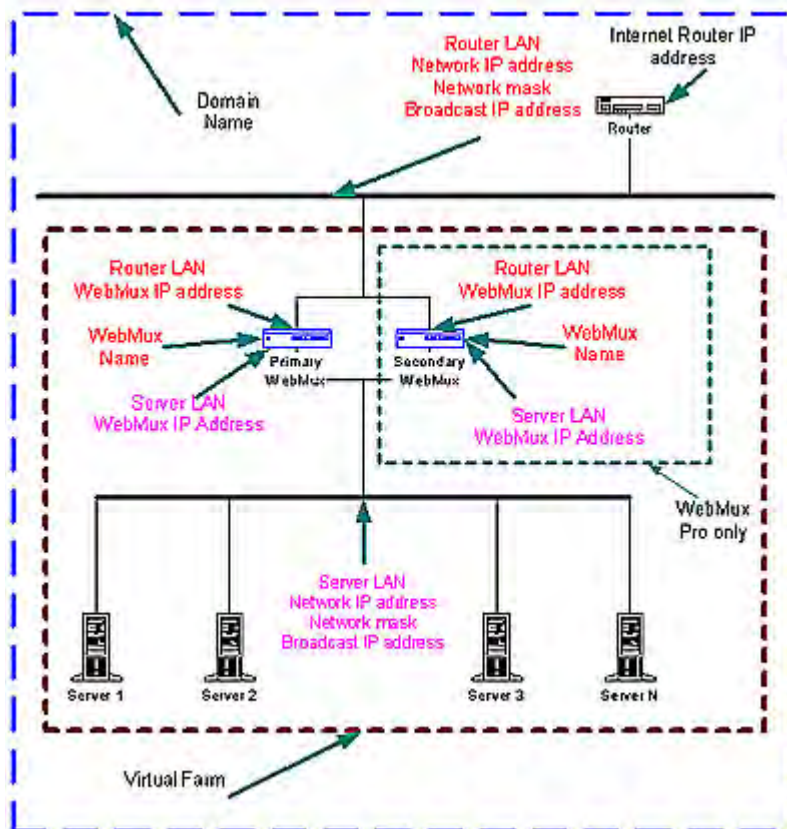 Domain
Name
Router LAN
Network IP address
Network mask
Broadcast IP address
Internet Router IP
address
Router
Router LAN
WebMux IP address
WebMux
Name
Primary
WebMux
Server LAN
WebMux IP Address
Router LAN
WebMux IP address
WebMux
Name
Secondary
WebMux
Server LAN
WebMux IP Address
WebMux
Pro only
Server LAN
Network IP address
Network mask
Broadcast IP address
Server 1
Server 2
Server 3
Server N
Virtual Farm